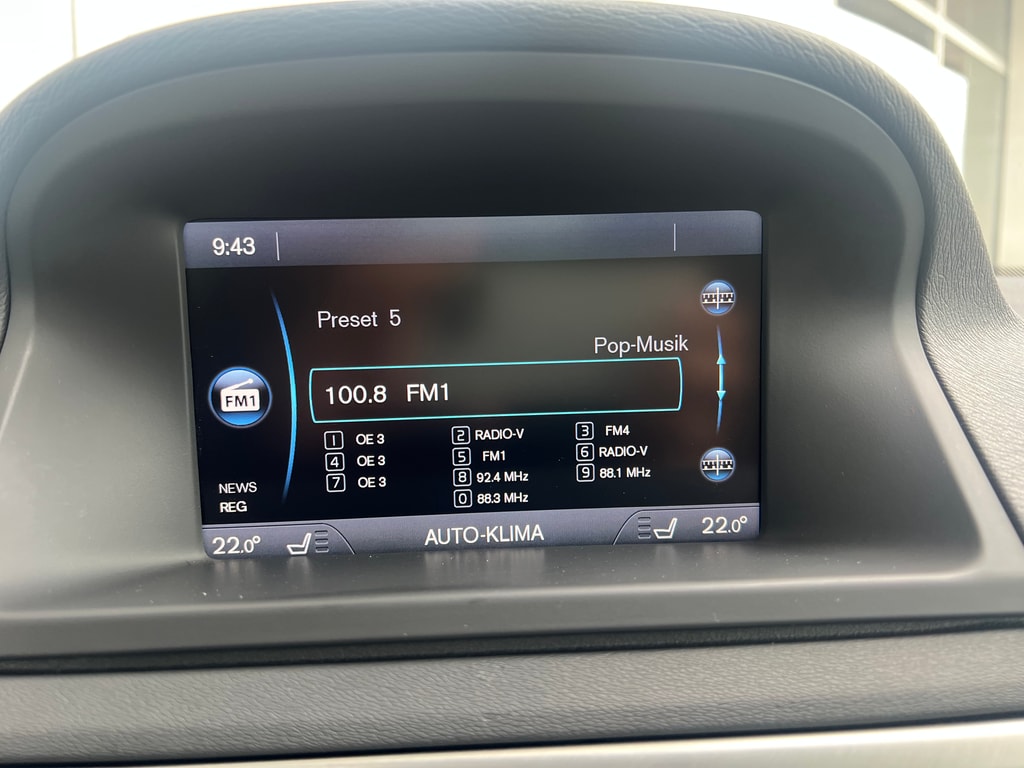 9:43
Preset 5
Pop-Musik
FM1
100.8 FM1
1 OE 3 2 RADIO-V 3 FM4
4 OE 3 5 FM1 6 RADIO-V
7 OE 3 8 92.4 MHz 9 88.1 MHz
0 88.3 MHz
NEWS
REG
22.0° AUTO-KLIMA 22.0°